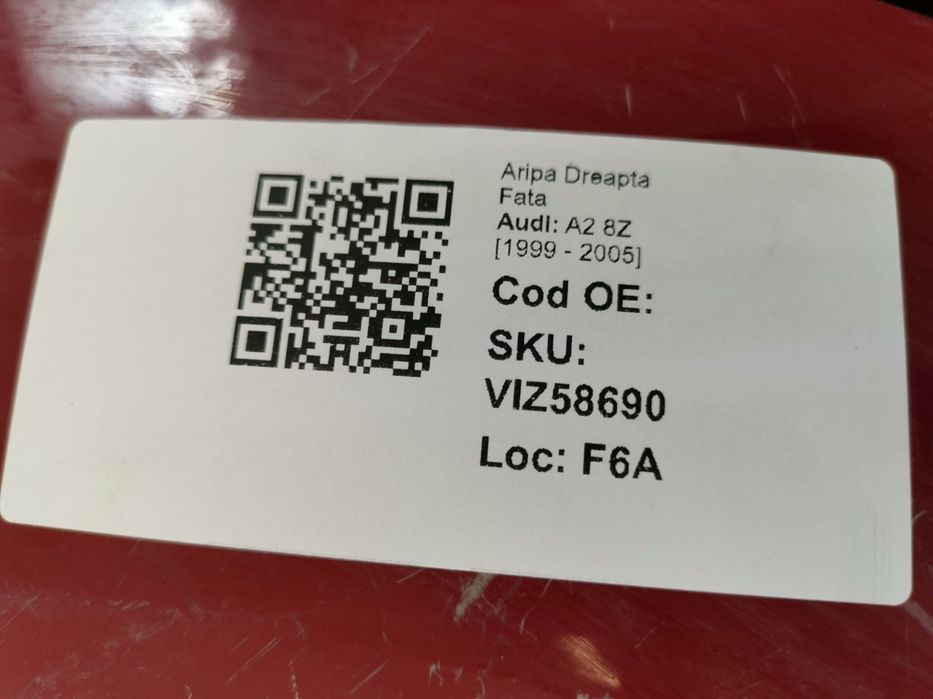 Aripa Dreapta
Fata
Audi: A2 8Z
[1999 - 2005]
Cod OE:
SKU:
VIZ58690
Loc: F6A